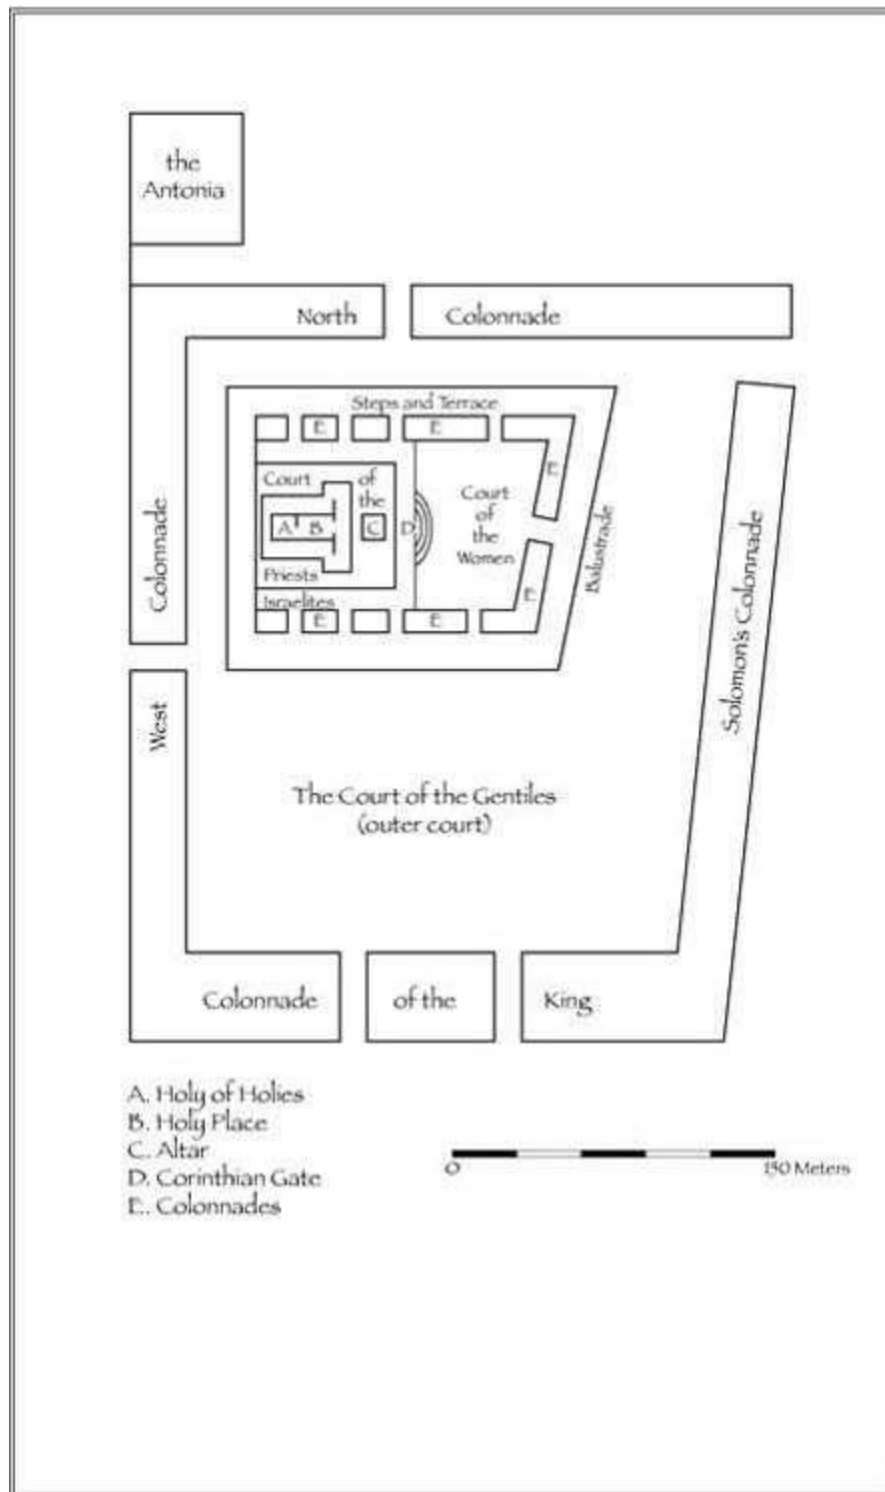 the
Antonia
North Colonnade
Steps and Terrace
E E
E
Court of
the
A B C D
Priests
Israelites
Court
of
the
Women
E
E E
Balustrade
Colonnade
West
Solomon's Colonnade
The Court of the Gentiles
(outer court)
Colonnade of the King
A. Holy of Holies
B. Holy Place
C. Altar
D. Corinthian Gate
E. Colonnades
0 150 Meters